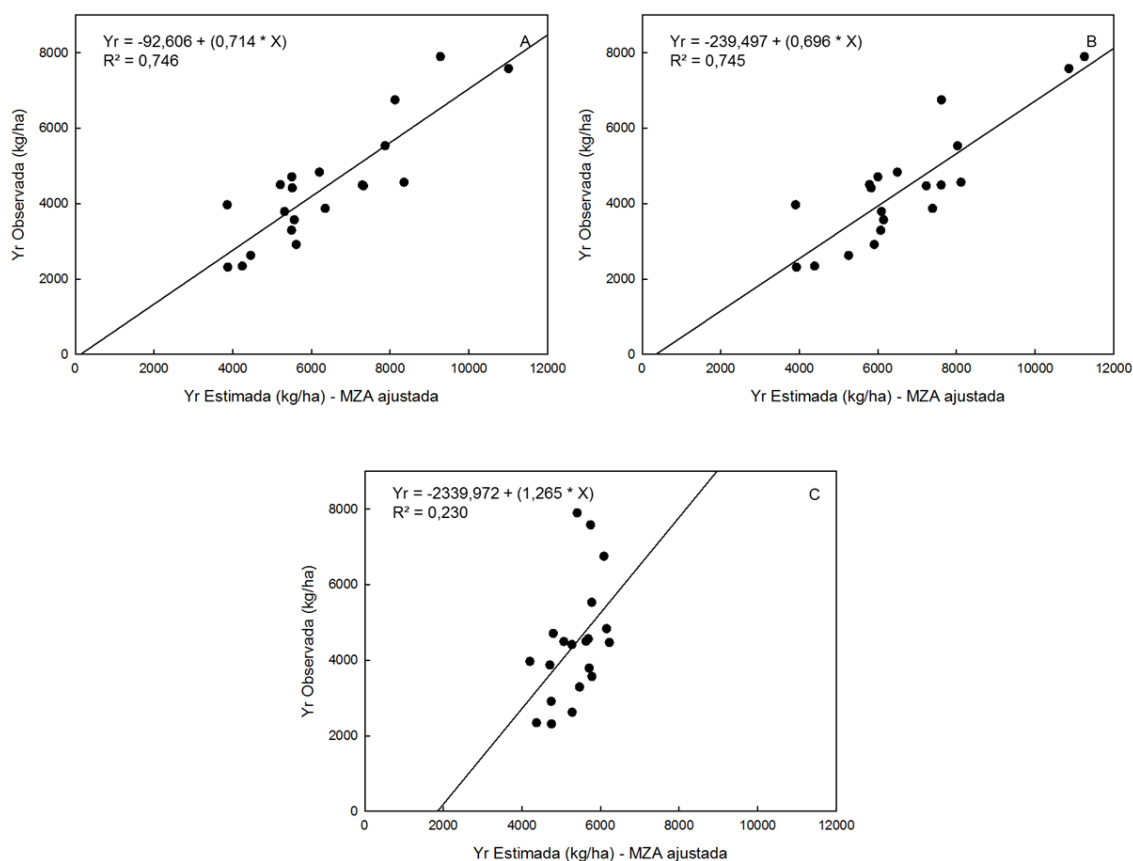 Yr = -92,606 + (0,714 * X)
R² = 0,746
A
8000
6000
4000
2000
0
Yr Observada (kg/ha)
0 2000 4000 6000 8000 10000 12000
Yr Estimada (kg/ha) - MZA ajustada
Yr = -239,497 + (0,696 * X)
R² = 0,745
B
8000
6000
4000
2000
0
Yr Observada (kg/ha)
0 2000 4000 6000 8000 10000 12000
Yr Estimada (kg/ha) - MZA ajustada
Yr = -2339,972 + (1,265 * X)
R² = 0,230
C
8000
6000
4000
2000
0
Yr Observada (kg/ha)
0 2000 4000 6000 8000 10000 12000
Yr Estimada (kg/ha) - MZA ajustada